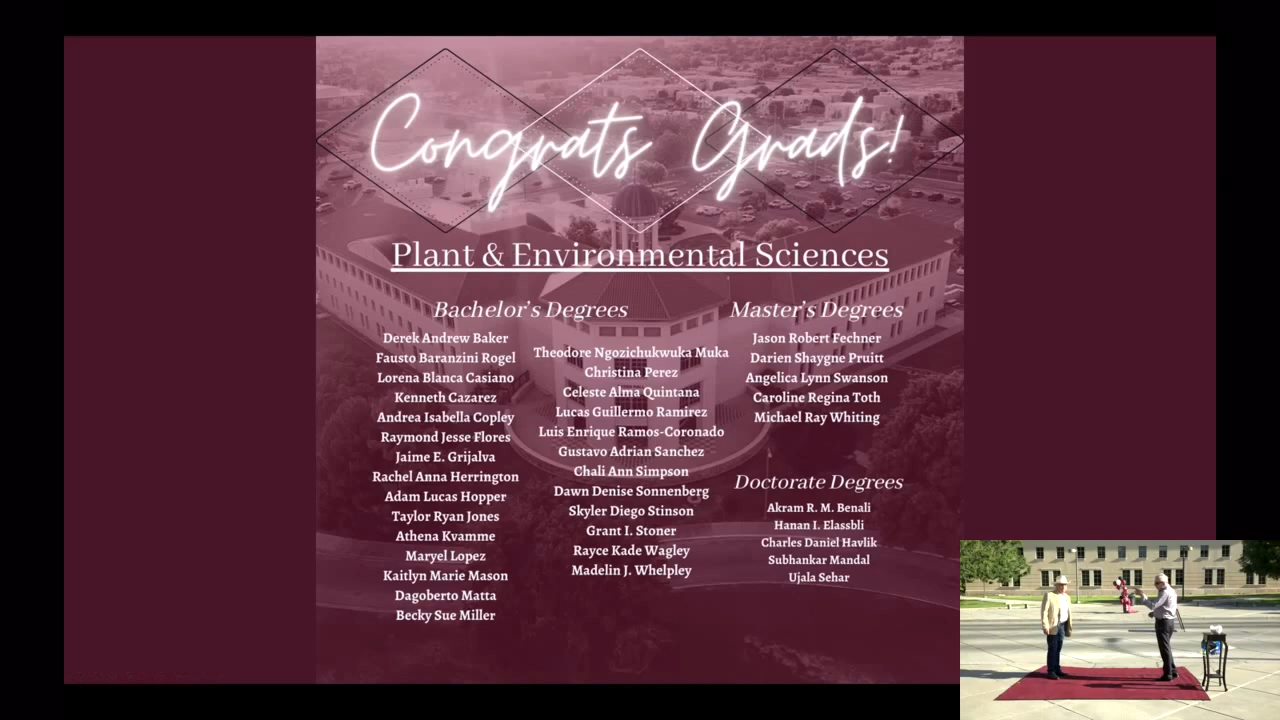 Congrats Grads!
Plant & Environmental Sciences
Bachelor's Degrees
Derek Andrew Baker
Fausto Baranzini Rogel
Lorena Blanca Casiano
Kenneth Cazarez
Andrea Isabella Copley
Raymond Jesse Flores
Jaime E. Grijalva
Rachel Anna Herrington
Adam Lucas Hopper
Taylor Ryan Jones
Athena Kvamme
Maryel Lopez
Kaitlyn Marie Mason
Dagoberto Matta
Becky Sue Miller
Theodore Ngozichukwuka Muka
Christina Perez
Celeste Alma Quintana
Lucas Guillermo Ramirez
Luis Enrique Ramos-Coronado
Gustavo Adrian Sanchez
Chali Ann Simpson
Dawn Denise Sonnenberg
Skyler Diego Stinson
Grant I. Stoner
Rayce Kade Wagley
Madelin J. Whelpley
Master's Degrees
Jason Robert Fechner
Darien Shaygne Pruitt
Angelica Lynn Swanson
Caroline Regina Toth
Michael Ray Whiting
Doctorate Degrees
Akram R. M. Benali
Hanan I. Elassbli
Charles Daniel Havlik
Subhankar Mandal
Ujala Sehar